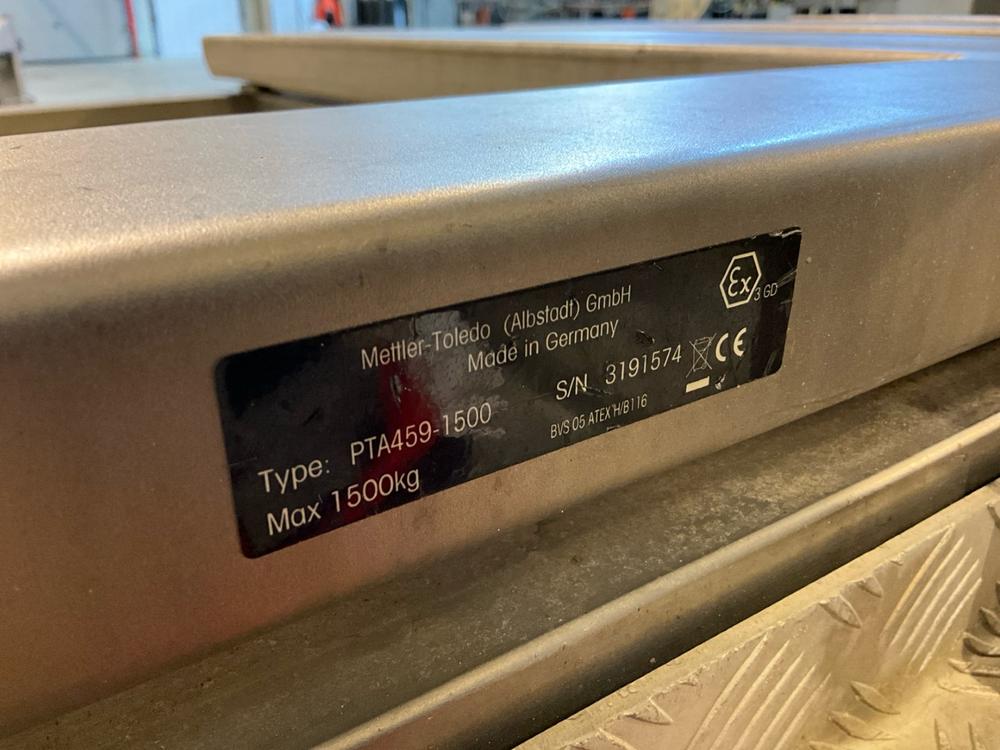 Mettler-Toledo (Albstadt) GmbH
Made in Germany
Ex 3 GD
Type: PTA459-1500
S/N 3191574
CE
Max 1500kg
BVS 05 ATEX H/B116